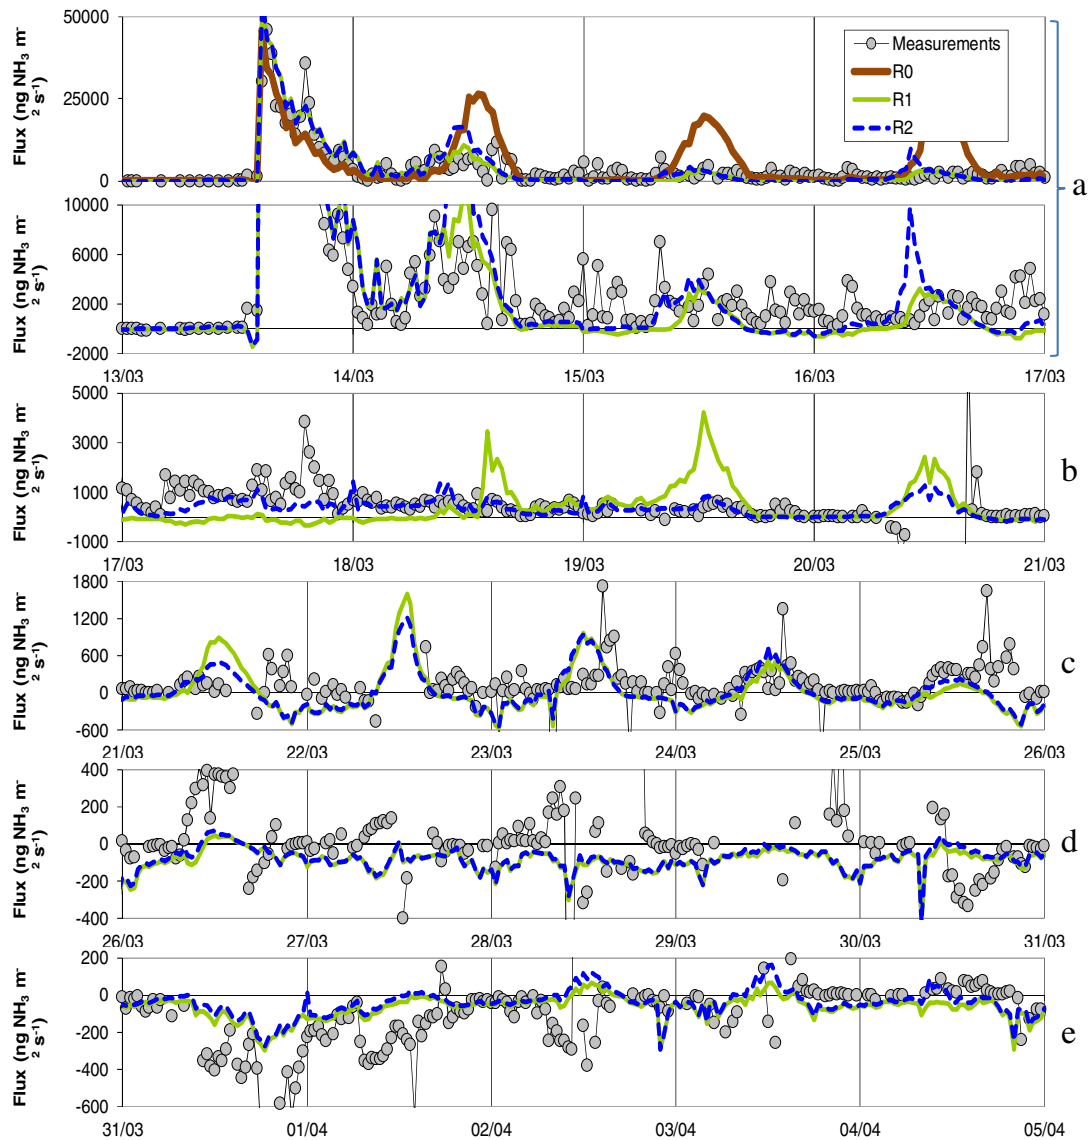 Flux (ng NH3 m-2 s-1)
50000
25000
0
Measurements
R0
R1
R2
a
Flux (ng NH3 m-2 s-1)
10000
6000
2000
-2000
13/03 14/03 15/03 16/03 17/03
Flux (ng NH3 m-2 s-1)
5000
3000
1000
-1000
b
17/03 18/03 19/03 20/03 21/03
Flux (ng NH3 m-2 s-1)
1800
1200
600
0
-600
c
21/03 22/03 23/03 24/03 25/03 26/03
Flux (ng NH3 m-2 s-1)
400
200
0
-200
-400
d
26/03 27/03 28/03 29/03 30/03 31/03
Flux (ng NH3 m-2 s-1)
200
0
-200
-400
-600
e
31/03 01/04 02/04 03/04 04/04 05/04